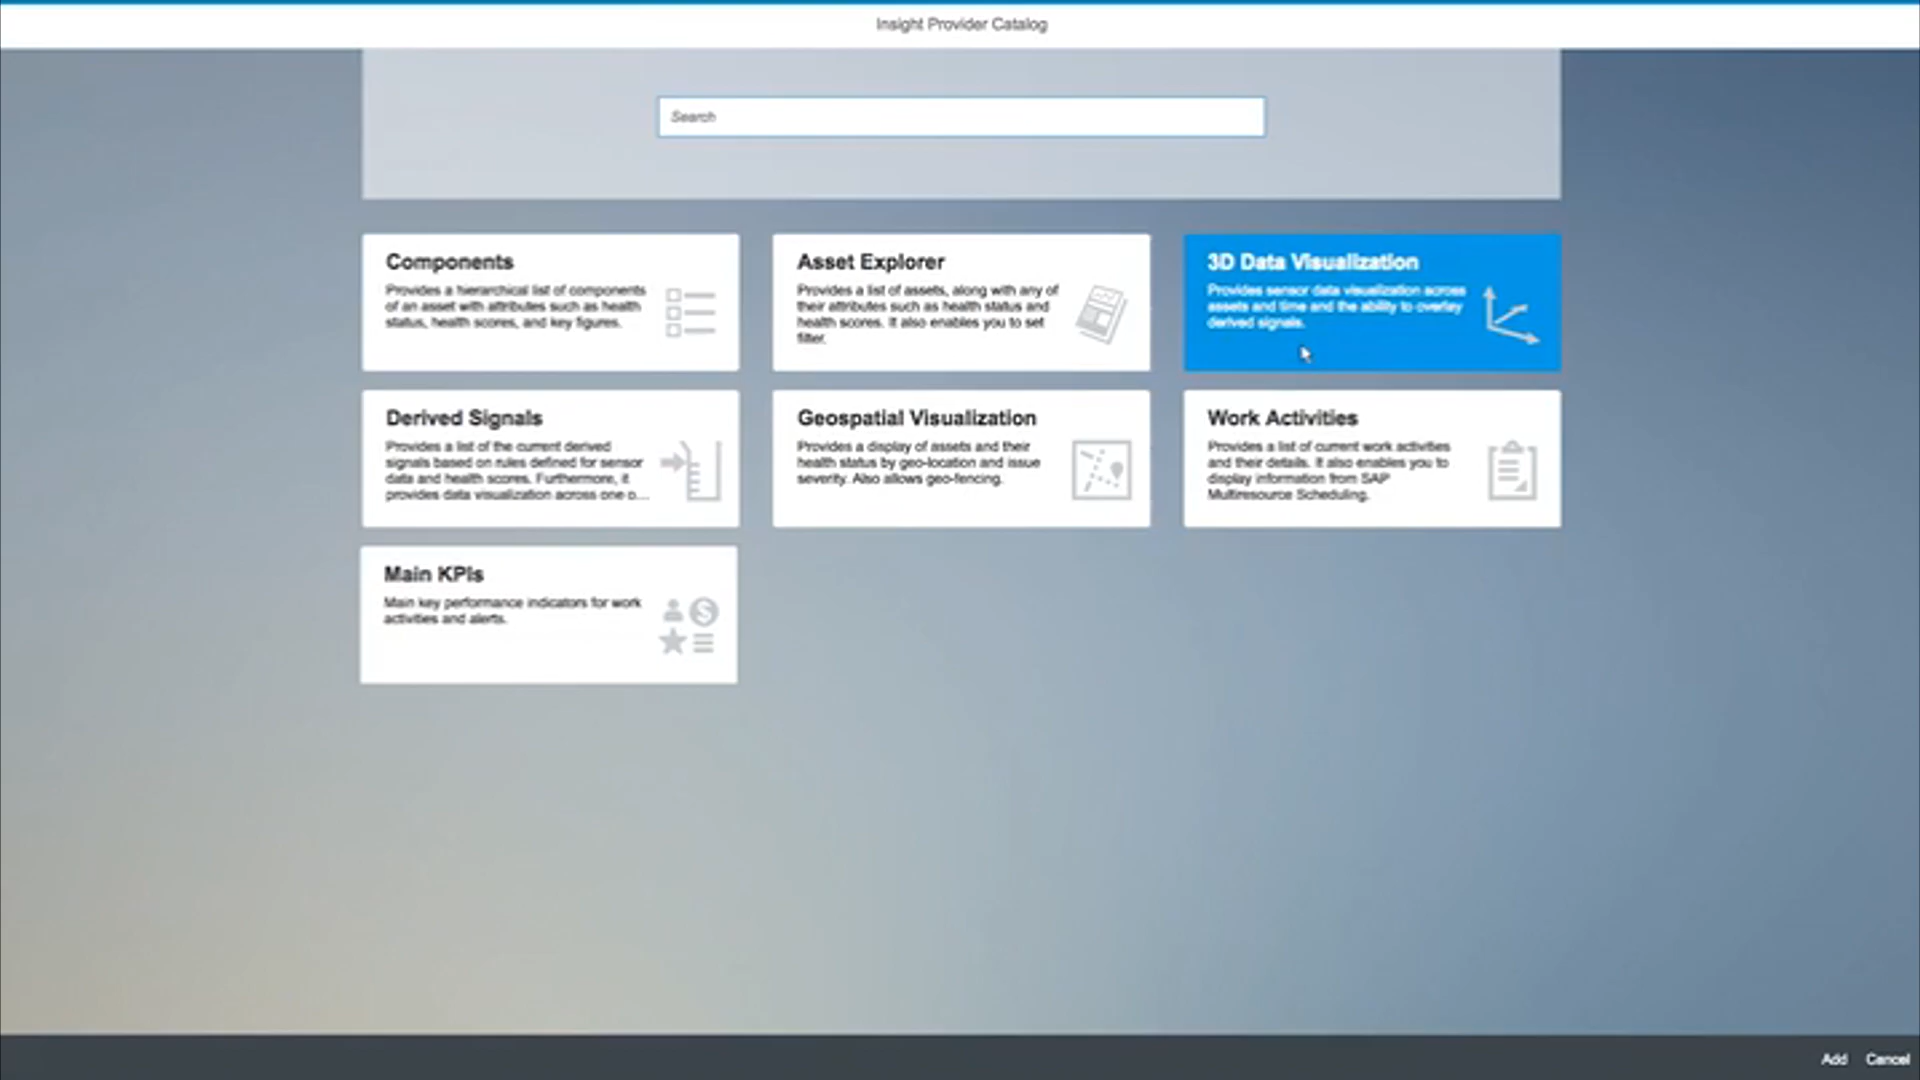 Insight Provider Catalog
Search
Components
Provides a hierarchical list of components
of an asset with attributes such as health
status, health scores, and key figures.
Asset Explorer
Provides a list of assets, along with any of
their attributes such as health status and
health scores. It also enables you to set
filter.
3D Data Visualization
Provides sensor data visualization across
assets and time and the ability to overlay
derived signals.
Derived Signals
Provides a list of the current derived
signals based on rules defined for sensor
data and health scores. Furthermore, it
provides data visualization across one o...
Geospatial Visualization
Provides a display of assets and their
health status by geo-location and issue
severity. Also allows geo-fencing.
Work Activities
Provides a list of current work activities
and their details. It also enables you to
display information from SAP
Multiresource Scheduling.
Main KPIs
Main key performance indicators for work
activities and alerts.
Add Cancel